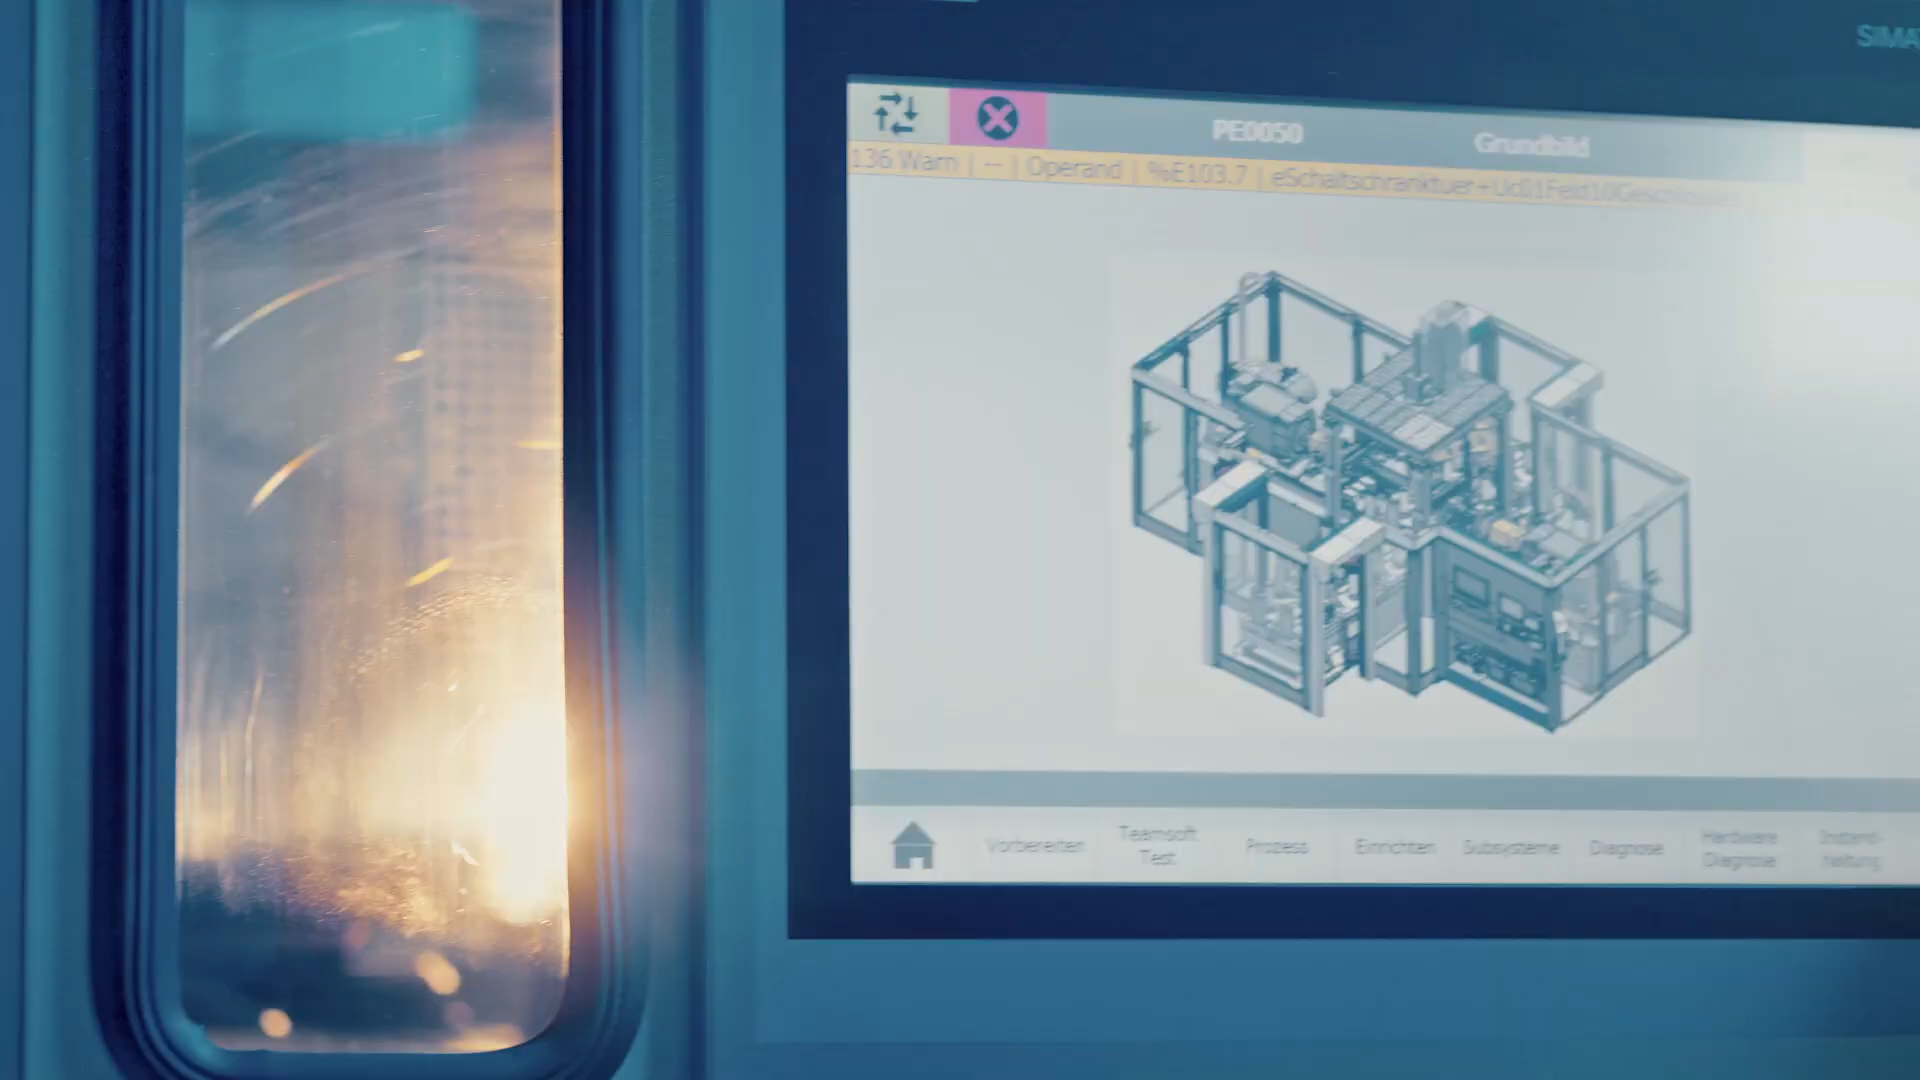 SIMA
PE0050 Grundbild
136 Warn | -- | Operand | %E103.7 | eSchaltschranktuer+Uc01Feld10Geschlossen
Vorbereiten Teamsoft Test Prozess Einrichten Subsysteme Diagnose Hardware Diagnose Instand-haltung